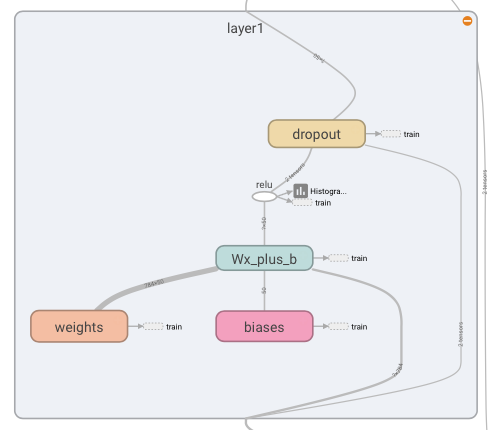 layer1
?×50
dropout
train
2 tensors
relu
Histogra...
train
?×50
2 tensors
Wx_plus_b
train
784×50
50
weights
train
biases
train
2 tensors
?×784